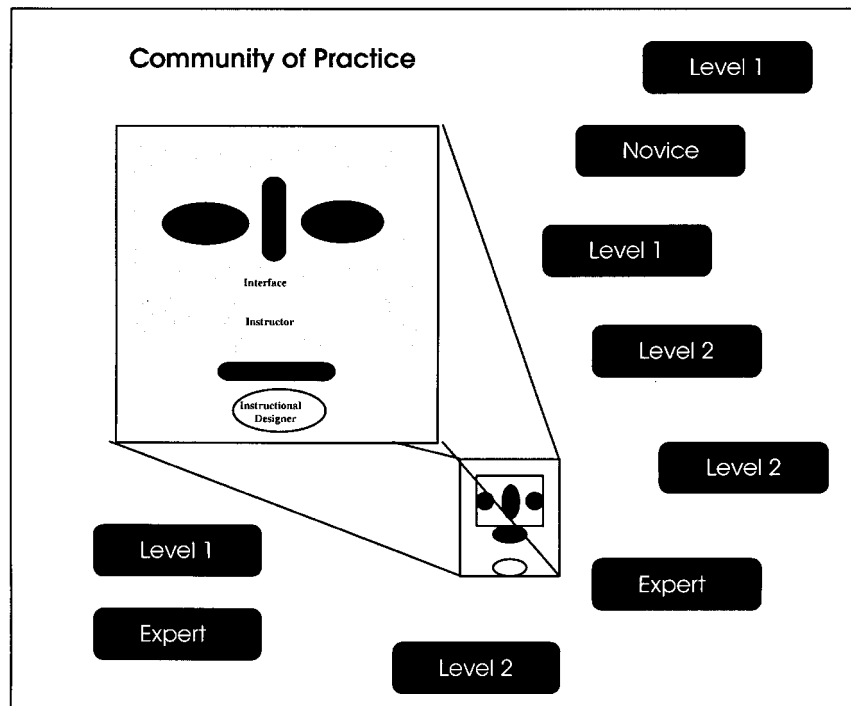 Community of Practice
Level 1
Novice
Level 1
Level 2
Level 2
Expert
Interface
Instructor
Instructional
Designer
Level 1
Expert
Level 2